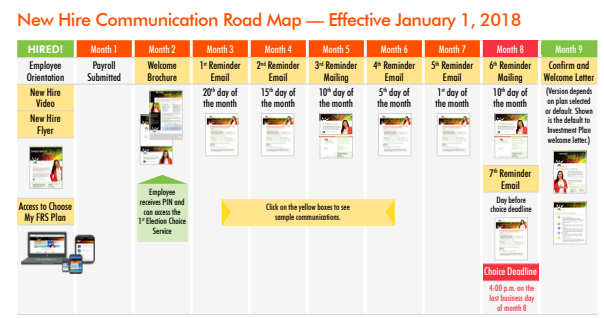 New Hire Communication Road Map — Effective January 1, 2018
HIRED!
Employee
Orientation
New Hire
Video
New Hire
Flyer
Access to Choose
My FRS Plan
Month 1
Payroll
Submitted
Month 2
Welcome
Brochure
Employee
receives PIN and
can access the
1st Election Choice
Service
Month 3
1st Reminder
Email
20th day of
the month
Month 4
2nd Reminder
Email
15th day of
the month
Month 5
3rd Reminder
Mailing
10th day of
the month
Month 6
4th Reminder
Email
5th day of
the month
Month 7
5th Reminder
Email
1st day of
the month
Click on the yellow boxes to see
sample communications.
Month 8
6th Reminder
Mailing
10th day of
the month
7th Reminder
Email
Day before
choice deadline
Choice Deadline
4:00 p.m. on the
last business day
of month 8
Month 9
Confirm and
Welcome Letter
(Version depends
on plan selected
or default. Shown
is the default to
Investment Plan
welcome letter.)